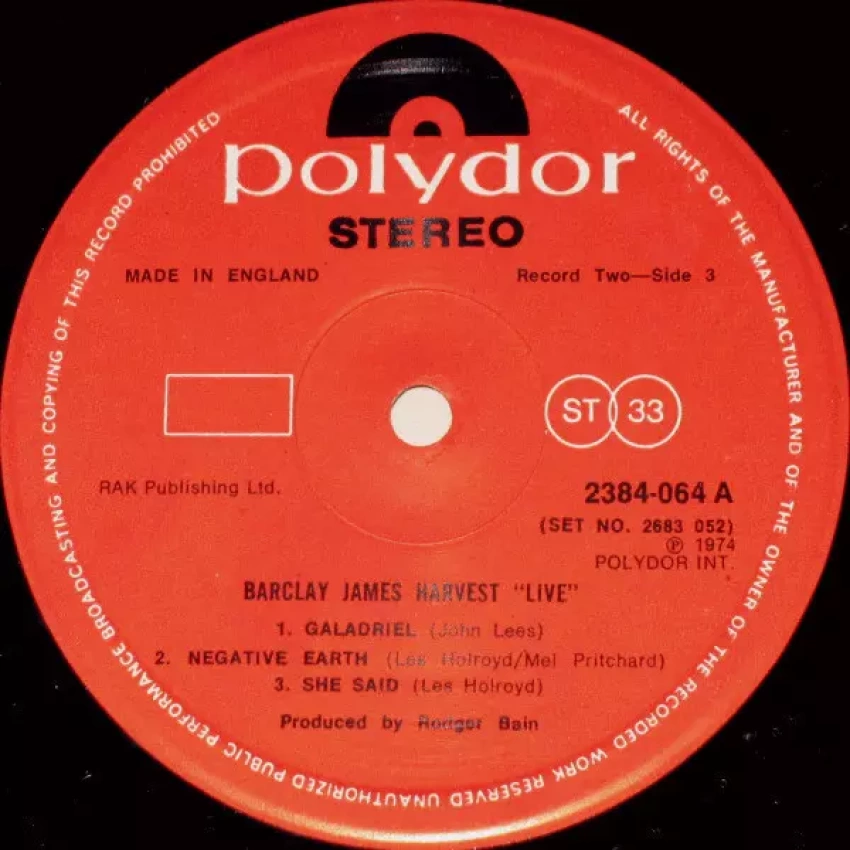 polydor
STEREO
MADE IN ENGLAND
Record Two—Side 3
ST 33
RAK Publishing Ltd.
2384-064 A
(SET NO. 2683 052)
℗ 1974
POLYDOR INT.
BARCLAY JAMES HARVEST "LIVE"
1. GALADRIEL (John Lees)
2. NEGATIVE EARTH (Les Holroyd/Mel Pritchard)
3. SHE SAID (Les Holroyd)
Produced by Rodger Bain
ALL RIGHTS OF THE MANUFACTURER AND OF THE OWNER OF THE RECORDED WORK RESERVED UNAUTHORIZED PUBLIC PERFORMANCE BROADCASTING AND COPYING OF THIS RECORD PROHIBITED